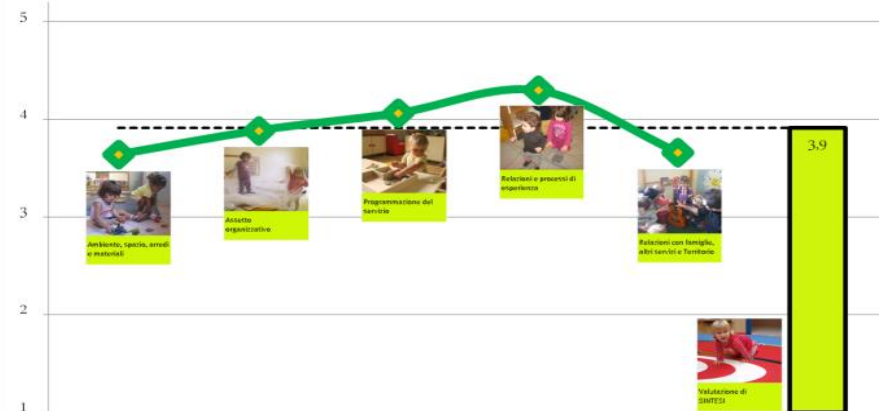 5
4
3
2
1
Ambiente, spazio, arredi
e materiali
Assetto
organizzativo
Programmazione del
servizio
Relazioni e processi di
esperienza
Relazioni con famiglie,
altri servizi e Territorio
Valutazione di
SINTESI
3,9